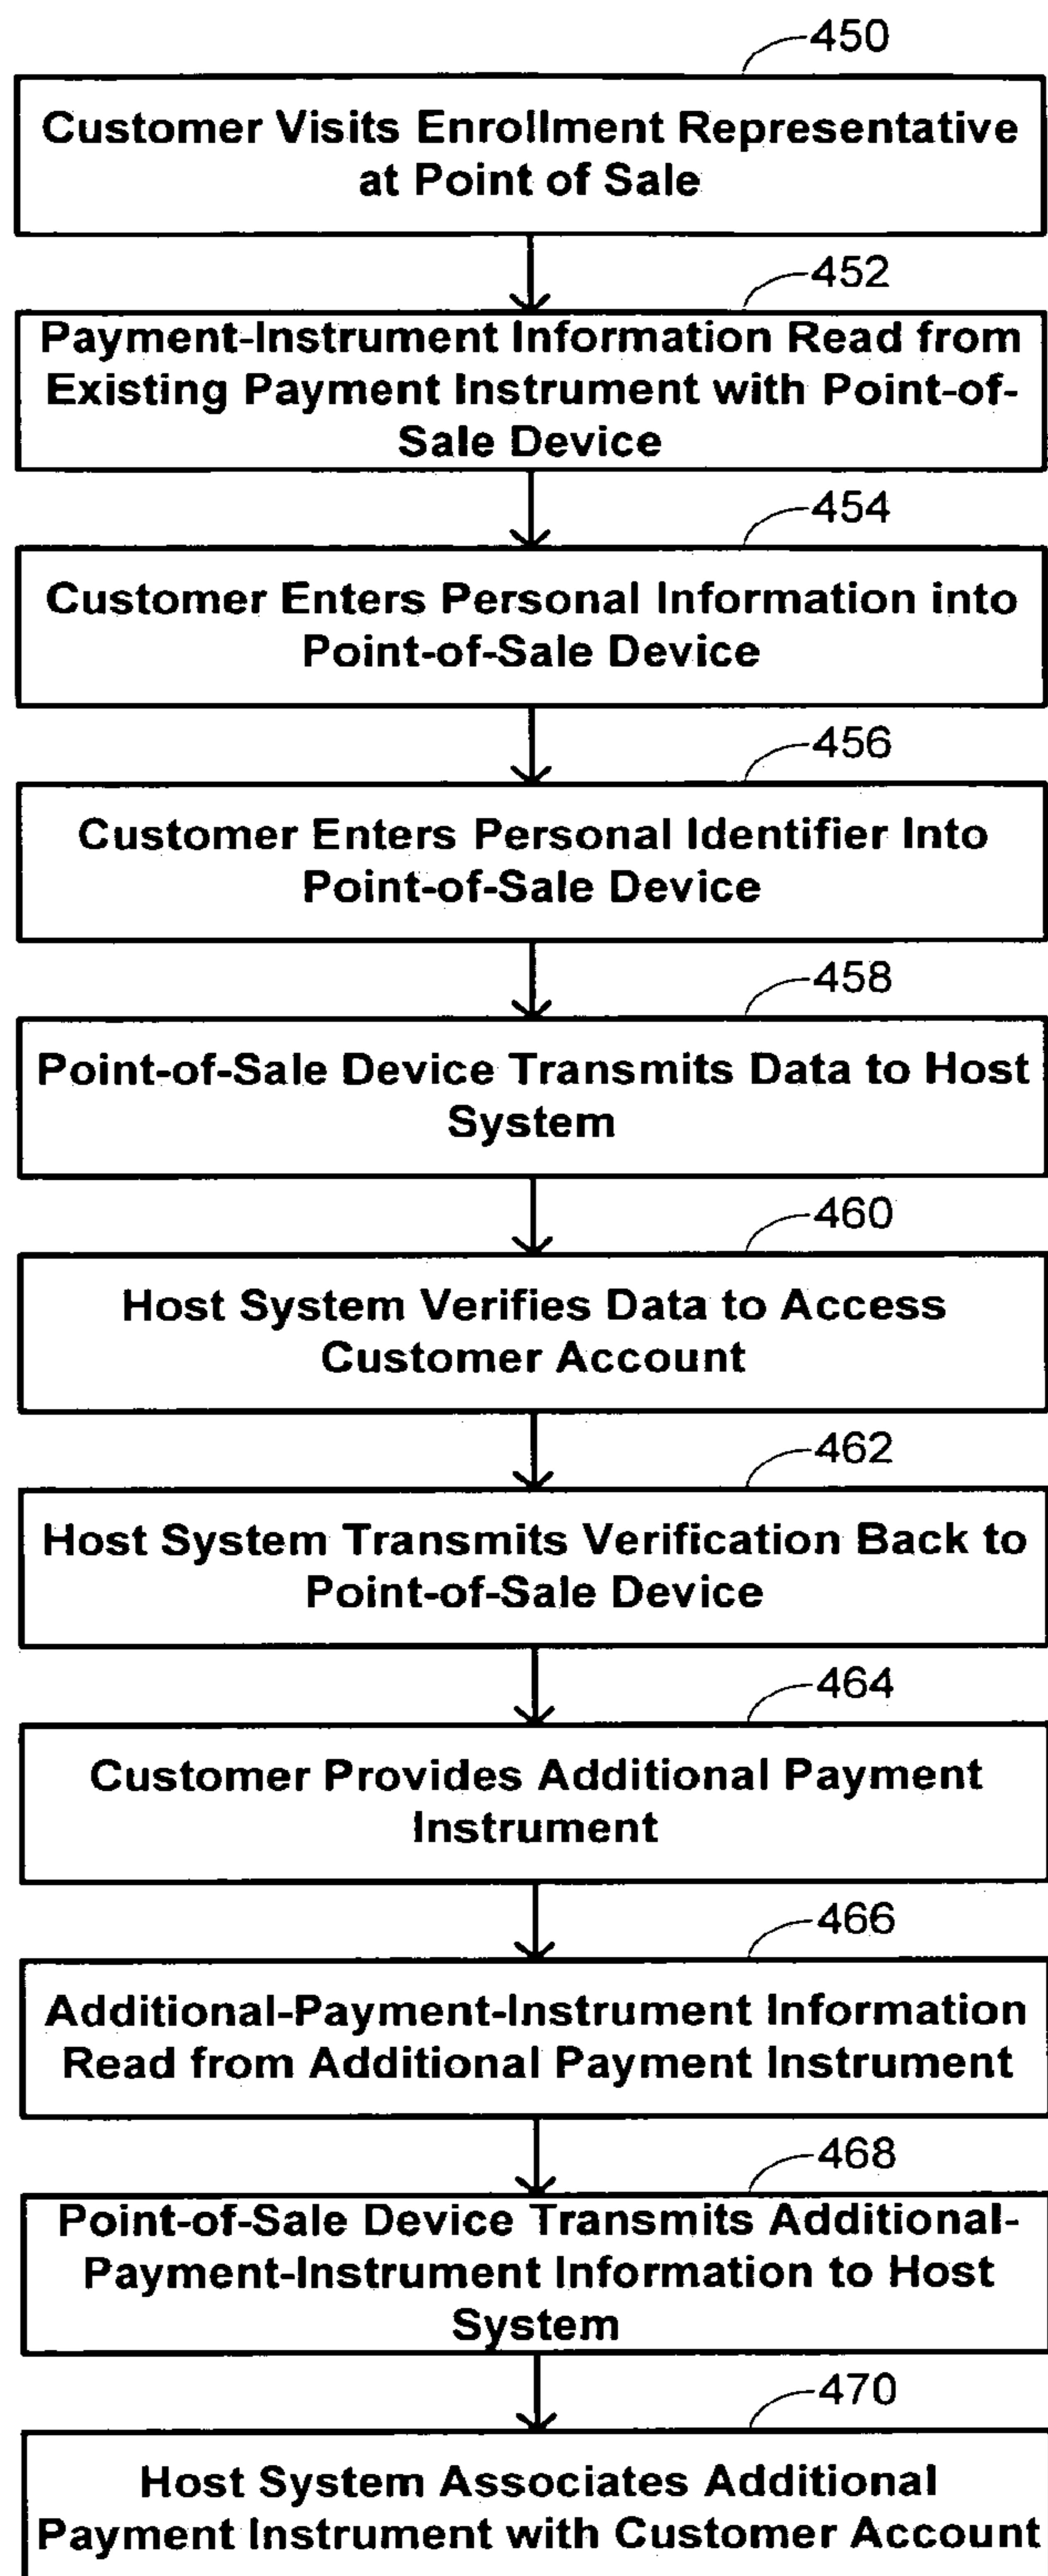 450
Customer Visits Enrollment Representative
at Point of Sale
452
Payment-Instrument Information Read from
Existing Payment Instrument with Point-of-
Sale Device
454
Customer Enters Personal Information into
Point-of-Sale Device
456
Customer Enters Personal Identifier Into
Point-of-Sale Device
458
Point-of-Sale Device Transmits Data to Host
System
460
Host System Verifies Data to Access
Customer Account
462
Host System Transmits Verification Back to
Point-of-Sale Device
464
Customer Provides Additional Payment
Instrument
466
Additional-Payment-Instrument Information
Read from Additional Payment Instrument
468
Point-of-Sale Device Transmits Additional-
Payment-Instrument Information to Host
System
470
Host System Associates Additional
Payment Instrument with Customer Account